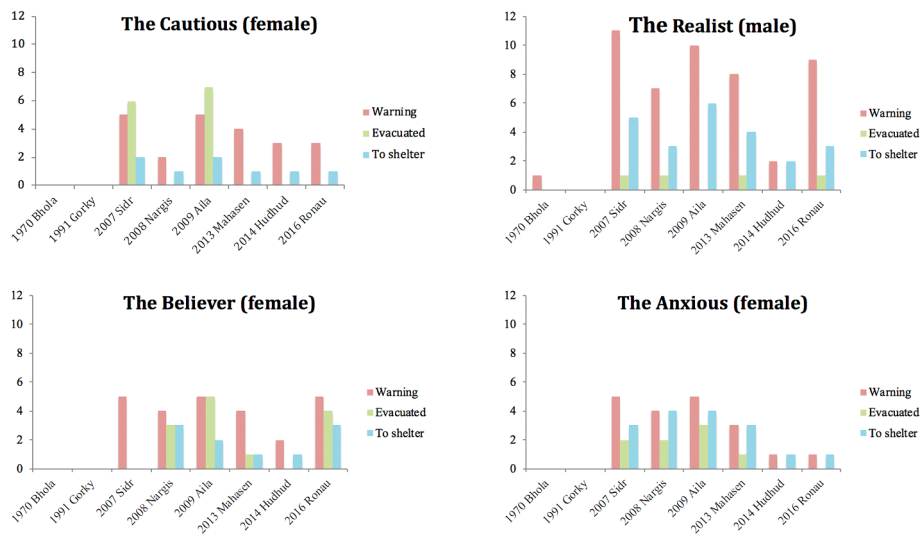 The Cautious (female)
12
10
8
6
4
2
0
1970 Bhola
1991 Gorky
2007 Sidr
2008 Nargis
2009 Aila
2013 Mahasen
2014 Hudhud
2016 Ronau
Warning
Evacuated
To shelter
The Realist (male)
12
10
8
6
4
2
0
1970 Bhola
1991 Gorky
2007 Sidr
2008 Nargis
2009 Aila
2013 Mahasen
2014 Hudhud
2016 Ronau
Warning
Evacuated
To shelter
The Believer (female)
12
10
8
6
4
2
0
1970 Bhola
1991 Gorky
2007 Sidr
2008 Nargis
2009 Aila
2013 Mahasen
2014 Hudhud
2016 Ronau
Warning
Evacuated
To shelter
The Anxious (female)
12
10
8
6
4
2
0
1970 Bhola
1991 Gorky
2007 Sidr
2008 Nargis
2009 Aila
2013 Mahasen
2014 Hudhud
2016 Ronau
Warning
Evacuated
To shelter